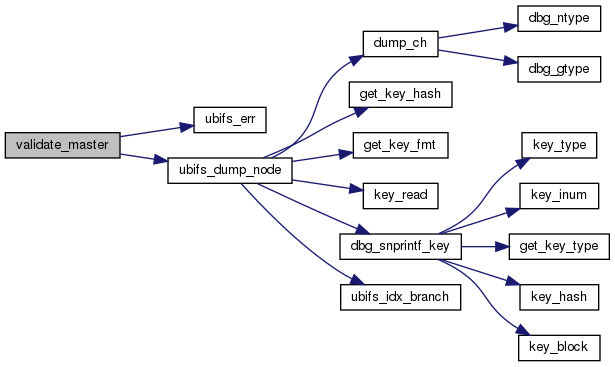 validate_master
ubifs_err
ubifs_dump_node
dump_ch
get_key_hash
get_key_fmt
key_read
dbg_snprintf_key
ubifs_idx_branch
dbg_ntype
dbg_gtype
key_type
key_inum
get_key_type
key_hash
key_block